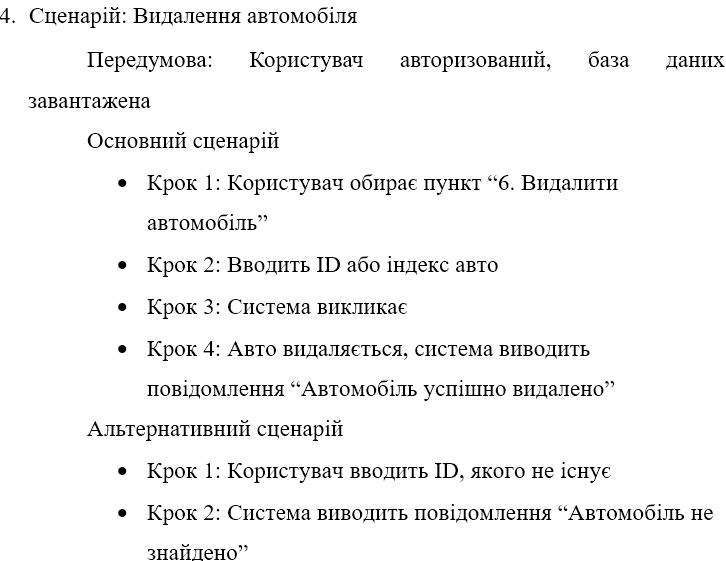 4. Сценарій: Видалення автомобіля
Передумова: Користувач авторизований, база даних
завантажена
Основний сценарій
• Крок 1: Користувач обирає пункт “6. Видалити
автомобіль”
• Крок 2: Вводить ID або індекс авто
• Крок 3: Система викликає
• Крок 4: Авто видаляється, система виводить
повідомлення “Автомобіль успішно видалено”
Альтернативний сценарій
• Крок 1: Користувач вводить ID, якого не існує
• Крок 2: Система виводить повідомлення “Автомобіль не
знайдено”